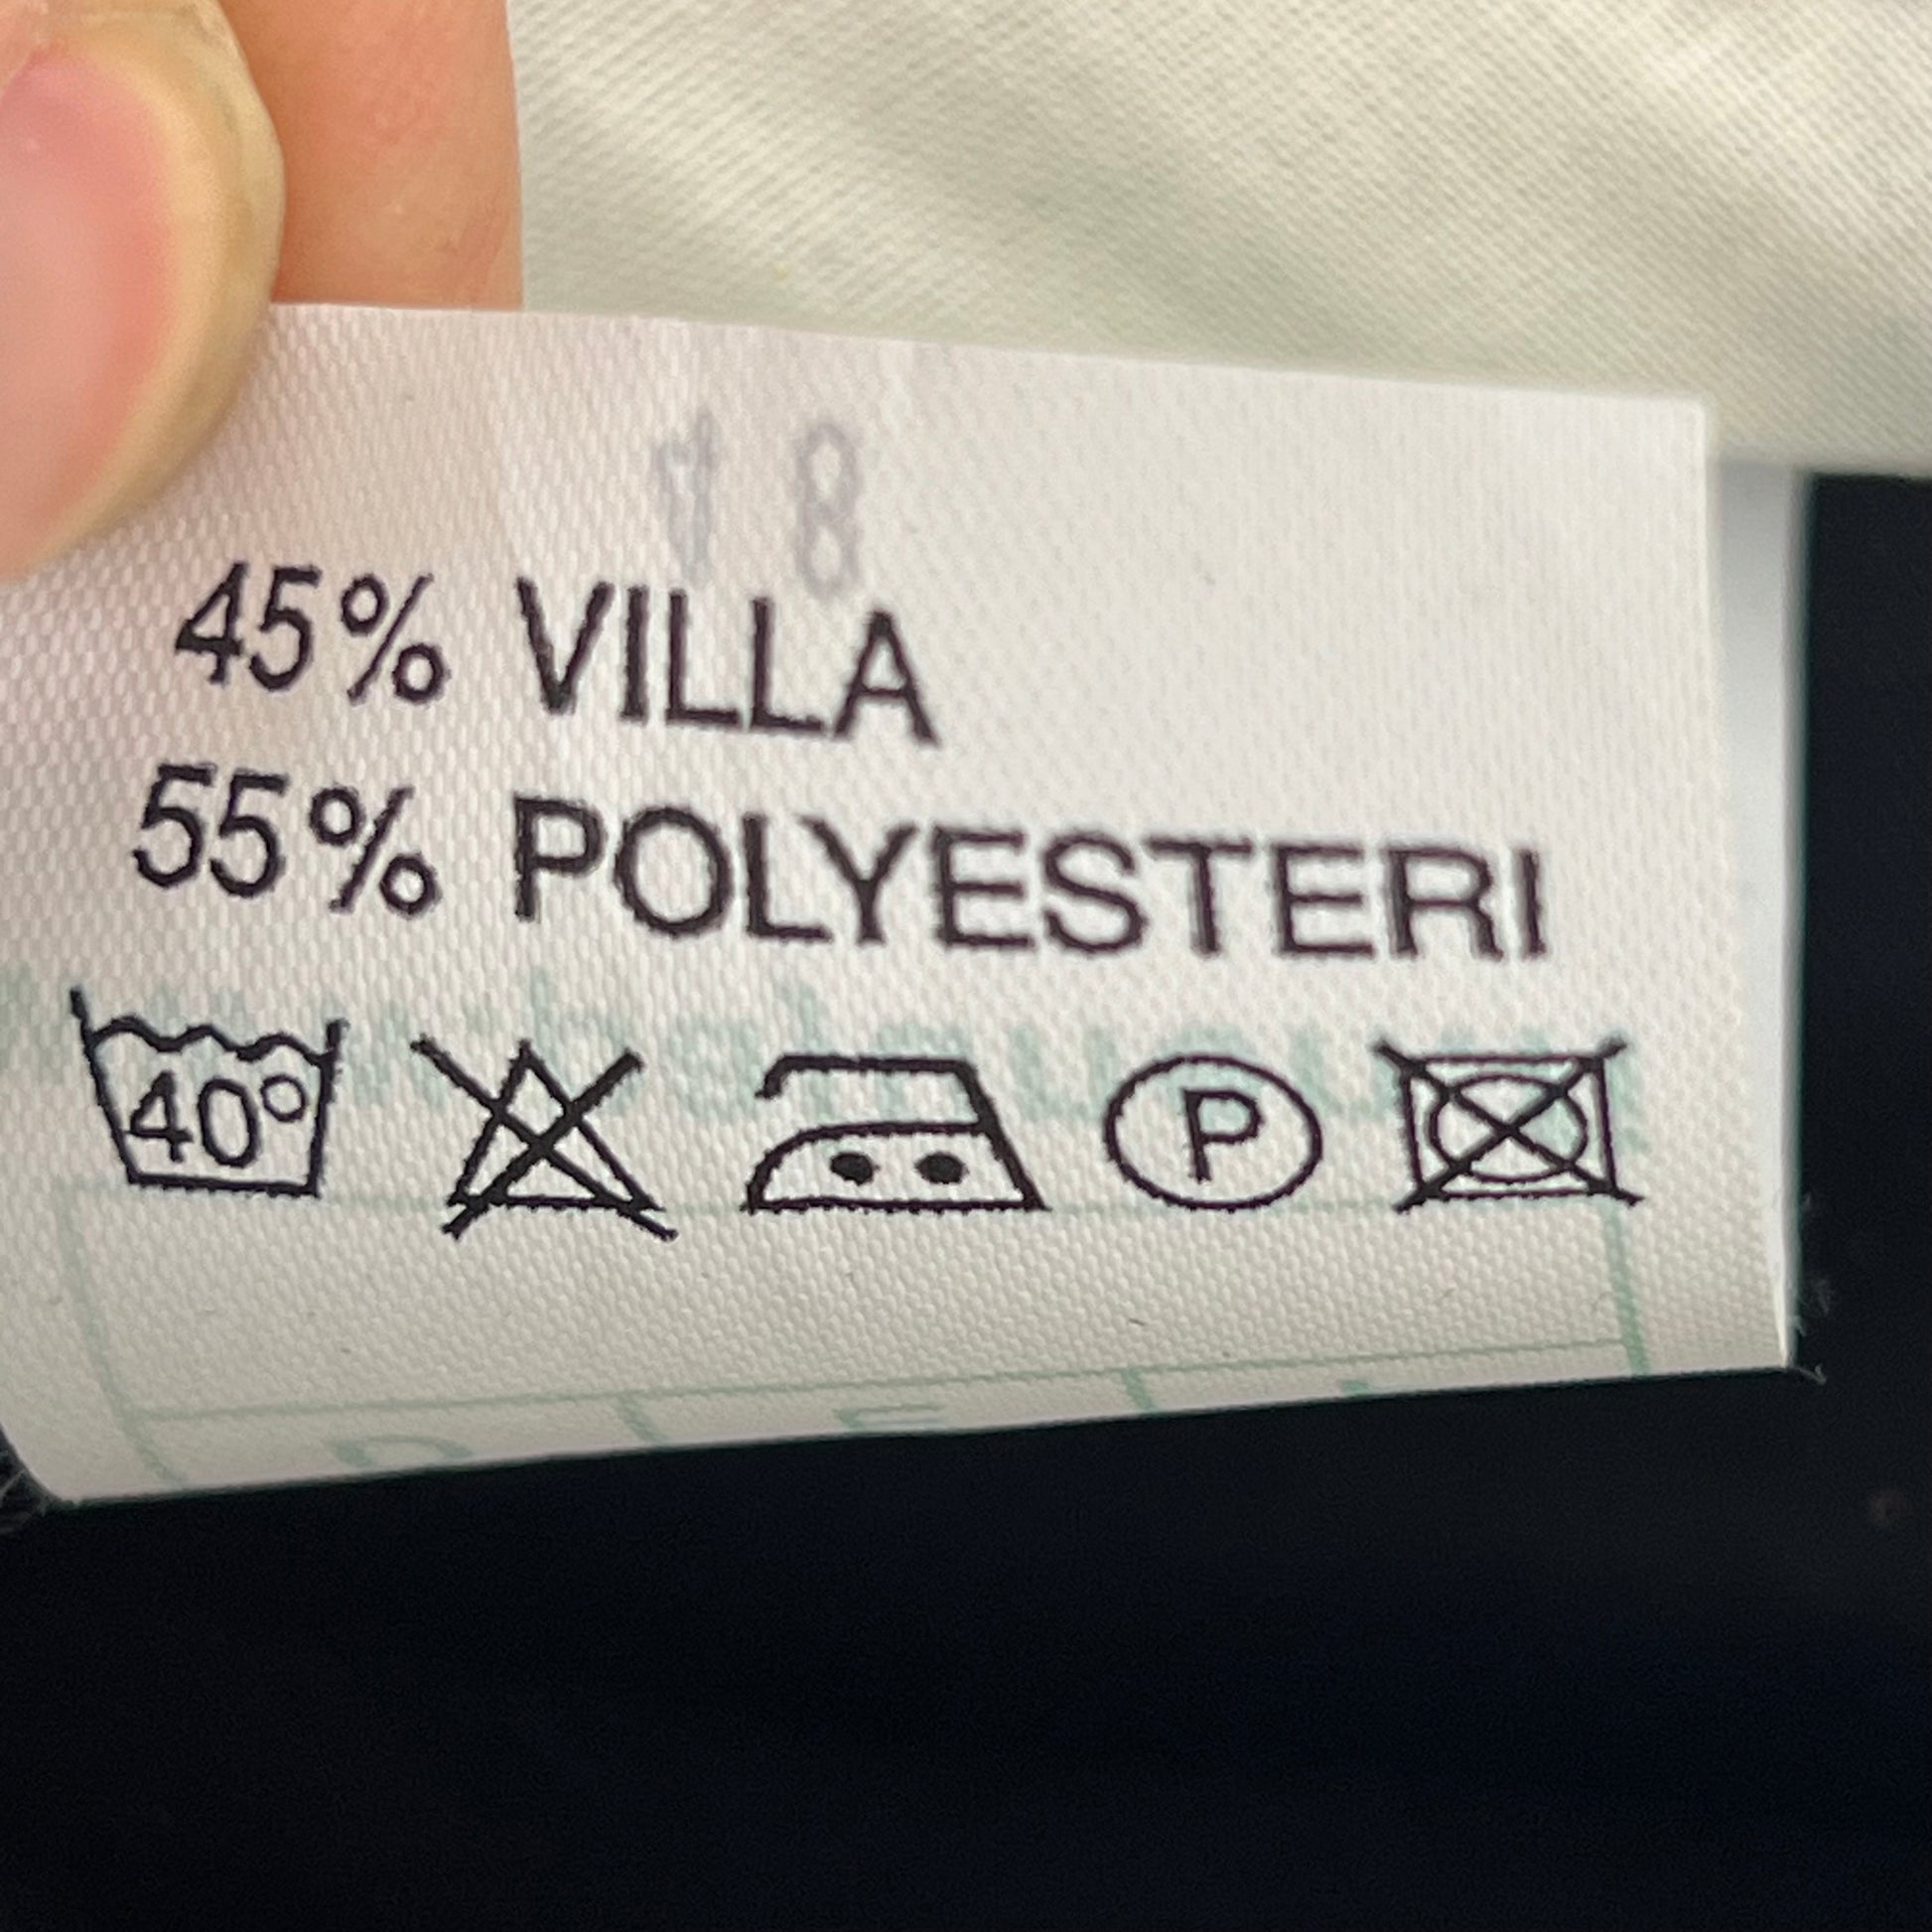 45% VILLA
55% POLYESTERI
40°
P